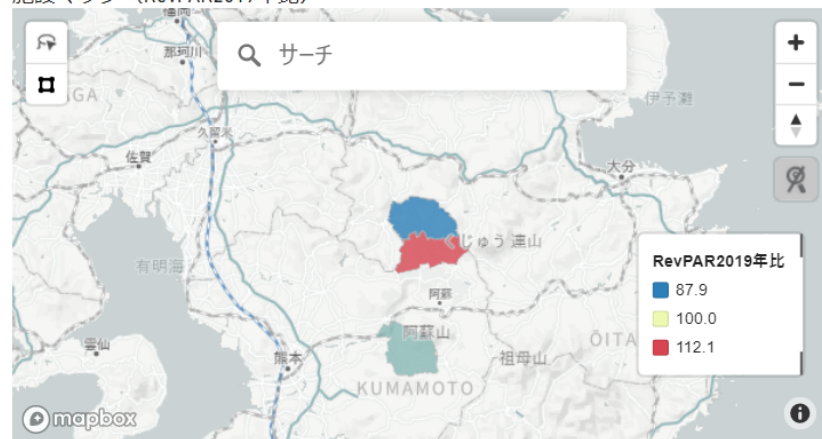 福岡
那珂川
サーチ
GA
伊予灘
久留米
佐賀
大分
くじゅう連山
有明海
RevPAR2019年比
87.9
100.0
112.1
阿蘇
阿蘇山
ŌITA
雲仙
熊本
祖母山
KUMAMOTO
mapbox